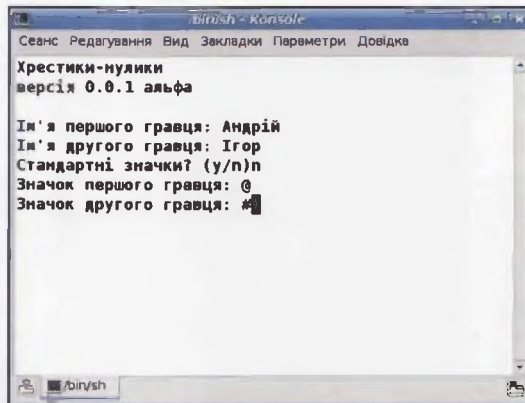 /bin/sh - Konsole
Сеанс Редагування Вид Закладки Параметри Довідка
Хрестики-нулики
версія 0.0.1 альфа
Ім'я першого гравця: Андрій
Ім'я другого гравця: Ігор
Стандартні значки? (y/n)n
Значок першого гравця: @
Значок другого гравця: #
/bin/sh